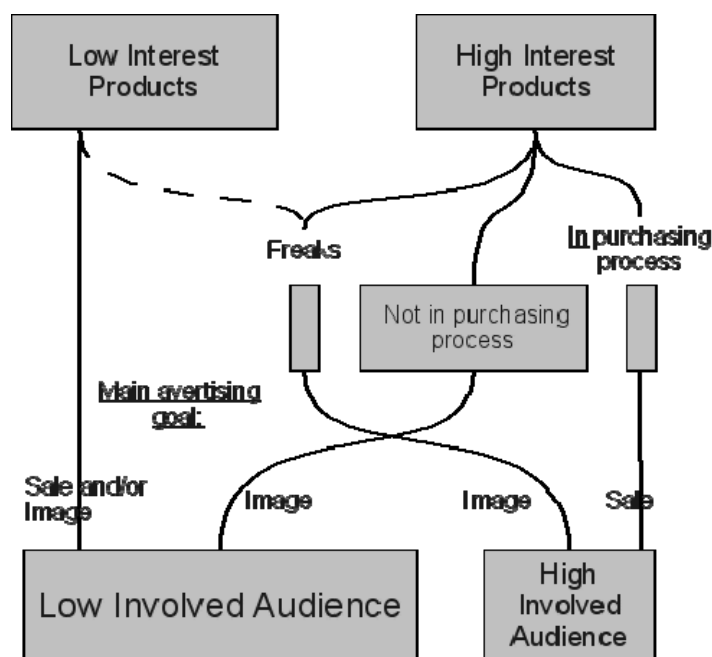 Low Interest
Products
High Interest
Products
Freaks
In purchasing
process
Not in purchasing
process
Main avertising
goal:
Sale and/or
Image
Image
Image
Sale
Low Involved Audience
High
Involved
Audience